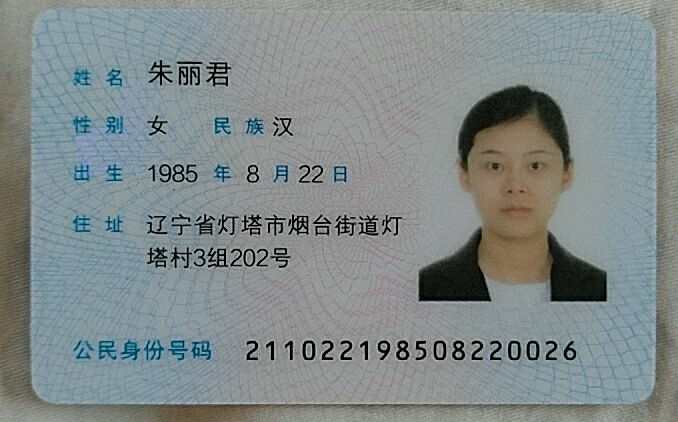 姓名 朱丽君
性别 女 民族 汉
出生 1985 年 8 月 22 日
住址 辽宁省灯塔市烟台街道灯
塔村3组202号
公民身份号码 211022198508220026